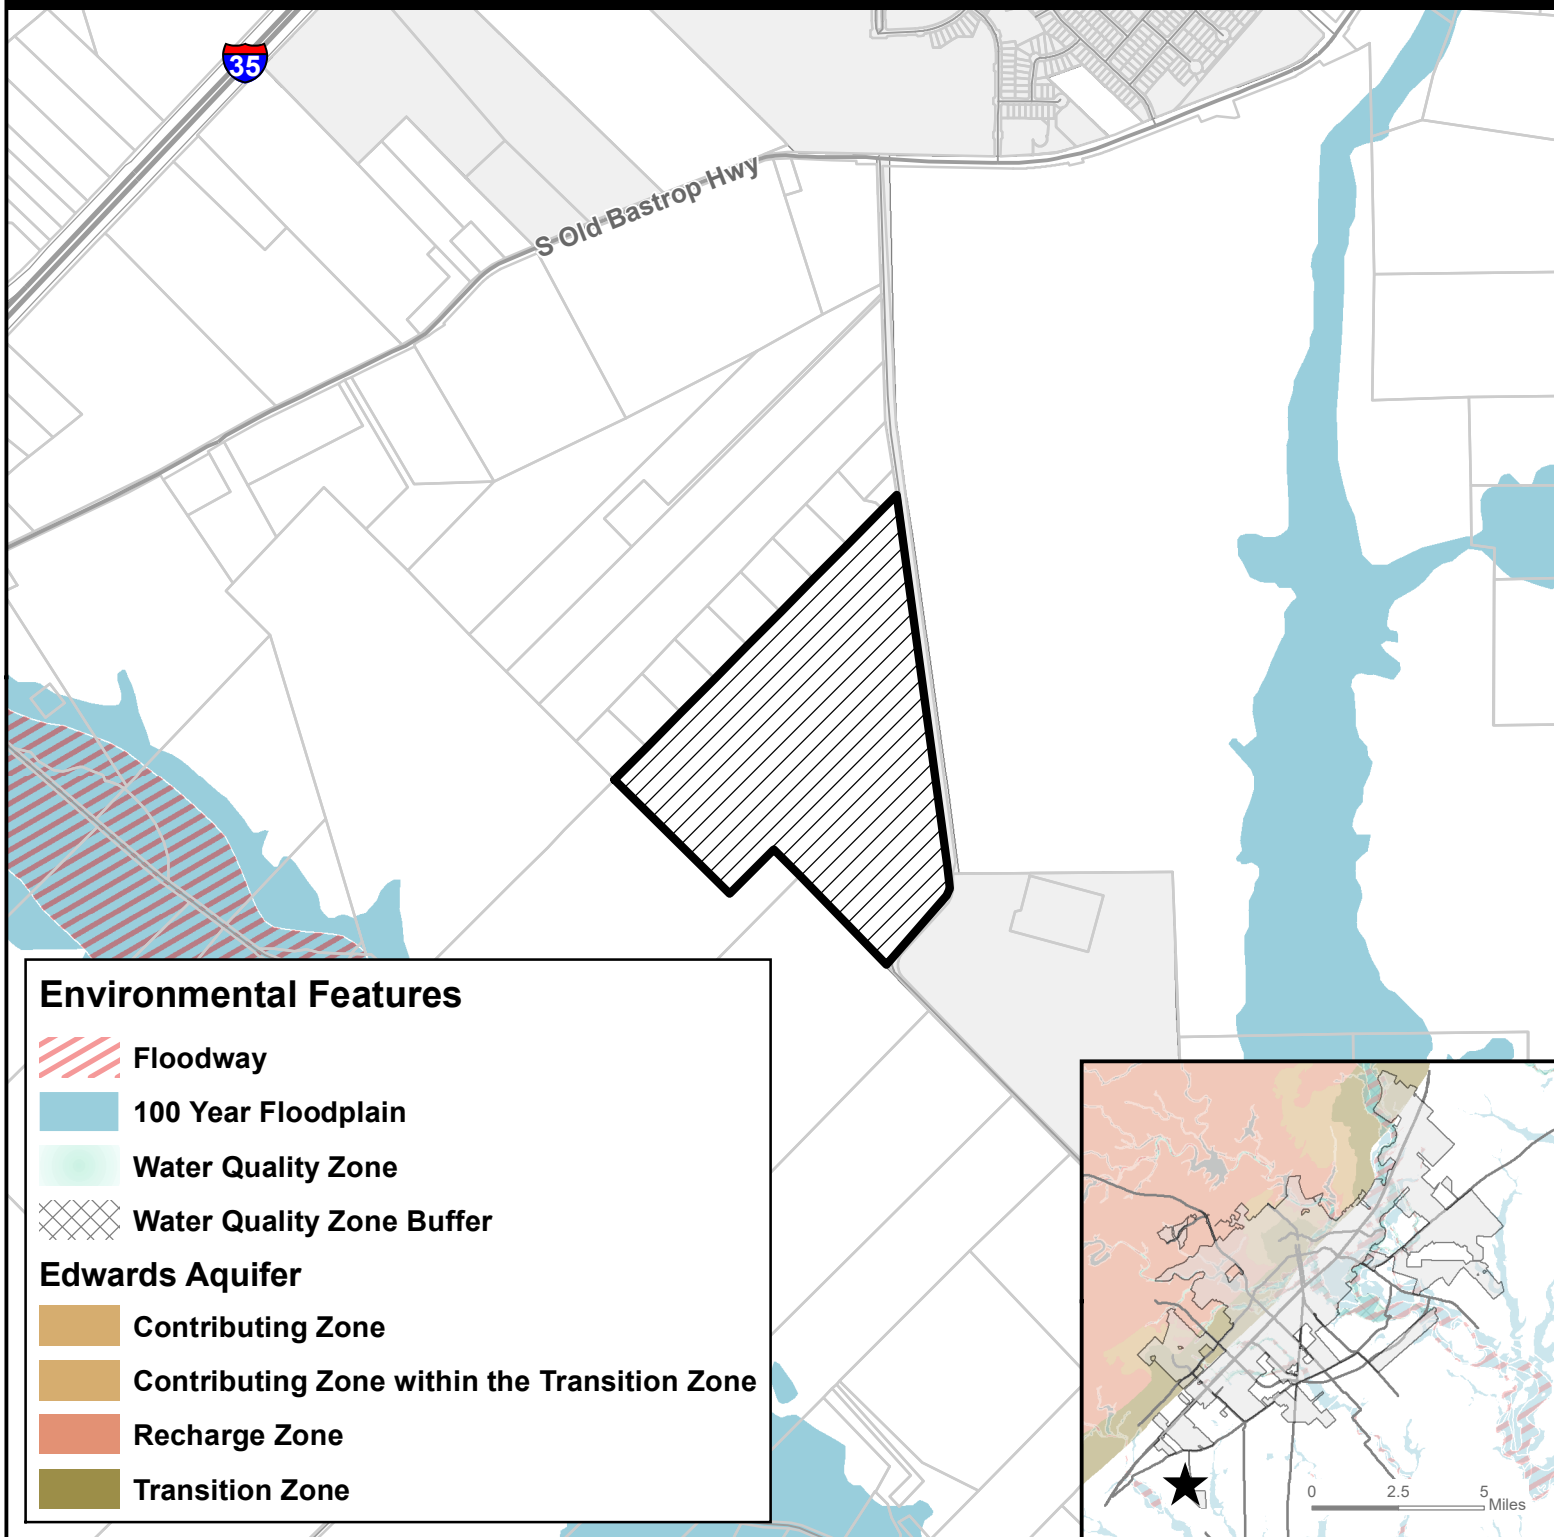 35
S Old Bastrop Hwy
Environmental Features
Floodway
100 Year Floodplain
Water Quality Zone
Water Quality Zone Buffer
Edwards Aquifer
Contributing Zone
Contributing Zone within the Transition Zone
Recharge Zone
Transition Zone
0 2.5 5
Miles